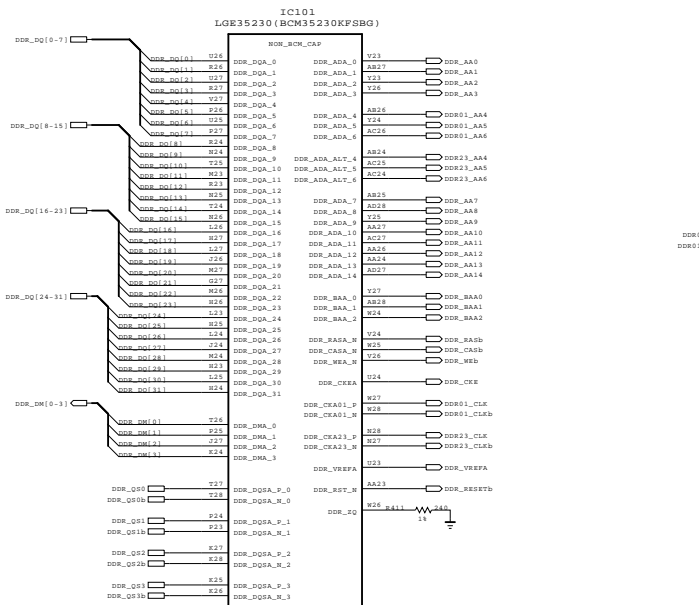 IC101
LGE35230(BCM35230KFSBG)
NON_BCM_CAP
DDR_DQ[0-7]
DDR_DQ[0] U26 DDR_DQA_0 DDR_ADA_0 V23 DDR_AA0
DDR_DQ[1] R26 DDR_DQA_1 DDR_ADA_1 AB27 DDR_AA1
DDR_DQ[2] U27 DDR_DQA_2 DDR_ADA_2 Y23 DDR_AA2
DDR_DQ[3] R27 DDR_DQA_3 DDR_ADA_3 Y26 DDR_AA3
DDR_DQ[4] V27 DDR_DQA_4
DDR_DQ[5] P26 DDR_DQA_5 DDR_ADA_4 AB26 DDR01_AA4
DDR_DQ[6] U25 DDR_DQA_6 DDR_ADA_5 Y24 DDR01_AA5
DDR_DQ[8-15]
DDR_DQ[7] P27 DDR_DQA_7 DDR_ADA_6 AC26 DDR01_AA6
DDR_DQ[8] R24 DDR_DQA_8
DDR_DQ[9] N24 DDR_DQA_9 DDR_ADA_ALT_4 AB24 DDR23_AA4
DDR_DQ[10] T25 DDR_DQA_10 DDR_ADA_ALT_5 AC25 DDR23_AA5
DDR_DQ[11] M23 DDR_DQA_11 DDR_ADA_ALT_6 AC24 DDR23_AA6
DDR_DQ[12] R23 DDR_DQA_12
DDR_DQ[13] N25 DDR_DQA_13 DDR_ADA_7 AB25 DDR_AA7
DDR_DQ[14] T24 DDR_DQA_14 DDR_ADA_8 AD28 DDR_AA8
DDR_DQ[16-23]
DDR_DQ[15] N26 DDR_DQA_15 DDR_ADA_9 Y25 DDR_AA9
DDR_DQ[16] L26 DDR_DQA_16 DDR_ADA_10 AA27 DDR_AA10
DDR_DQ[17] H27 DDR_DQA_17 DDR_ADA_11 AC27 DDR_AA11
DDR_DQ[18] L27 DDR_DQA_18 DDR_ADA_12 AA26 DDR_AA12
DDR_DQ[19] J26 DDR_DQA_19 DDR_ADA_13 AA24 DDR_AA13
DDR_DQ[20] M27 DDR_DQA_20 DDR_ADA_14 AD27 DDR_AA14
DDR_DQ[21] G27 DDR_DQA_21
DDR_DQ[24-31]
DDR_DQ[22] M26 DDR_DQA_22 DDR_BAA_0 Y27 DDR_BAA0
DDR_DQ[23] H26 DDR_DQA_23 DDR_BAA_1 AB28 DDR_BAA1
DDR_DQ[24] L23 DDR_DQA_24 DDR_BAA_2 W24 DDR_BAA2
DDR_DQ[25] H25 DDR_DQA_25
DDR_DQ[26] L24 DDR_DQA_26 DDR_RASA_N V24 DDR_RASb
DDR_DQ[27] J24 DDR_DQA_27 DDR_CASA_N W25 DDR_CASb
DDR_DQ[28] M24 DDR_DQA_28 DDR_WEA_N V26 DDR_WEb
DDR_DQ[29] H23 DDR_DQA_29
DDR_DQ[30] L25 DDR_DQA_30 DDR_CKEA U24 DDR_CKE
DDR_DQ[31] H24 DDR_DQA_31
DDR_DM[0-3]
DDR_CKA01_P W27 DDR01_CLK
DDR_CKA01_N W28 DDR01_CLKb
DDR_DM[0] T26 DDR_DMA_0
DDR_DM[1] P25 DDR_DMA_1 DDR_CKA23_P N28 DDR23_CLK
DDR_DM[2] J27 DDR_DMA_2 DDR_CKA23_N N27 DDR23_CLKb
DDR_DM[3] K24 DDR_DMA_3
DDR_VREFA U23 DDR_VREFA
DDR_QS0 T27 DDR_DQSA_P_0 DDR_RST_N AA23 DDR_RESETb
DDR_QS0b T28 DDR_DQSA_N_0
DDR_ZQ W26 R411 240
1%
DDR_QS1 P24 DDR_DQSA_P_1
DDR_QS1b P23 DDR_DQSA_N_1
DDR_QS2 K27 DDR_DQSA_P_2
DDR_QS2b K28 DDR_DQSA_N_2
DDR_QS3 K25 DDR_DQSA_P_3
DDR_QS3b K26 DDR_DQSA_N_3